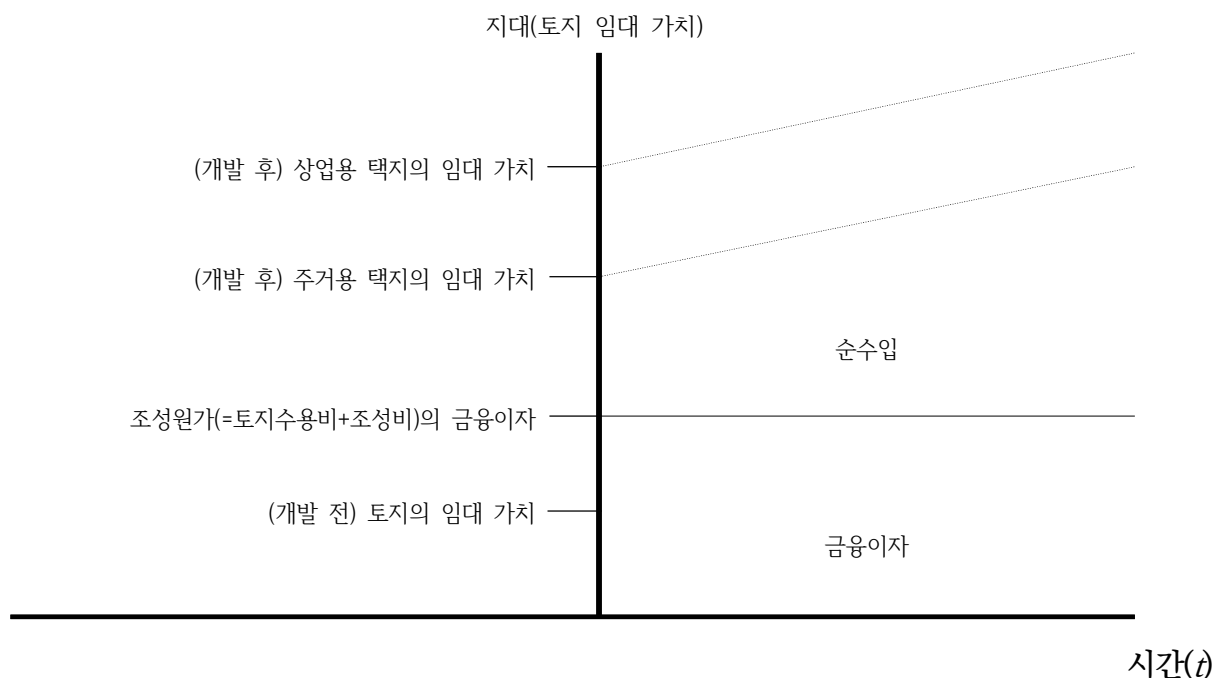 지대(토지 임대 가치)
(개발 후) 상업용 택지의 임대 가치
(개발 후) 주거용 택지의 임대 가치
순수입
조성원가(=토지수용비+조성비)의 금융이자
(개발 전) 토지의 임대 가치
금융이자
시간(t)